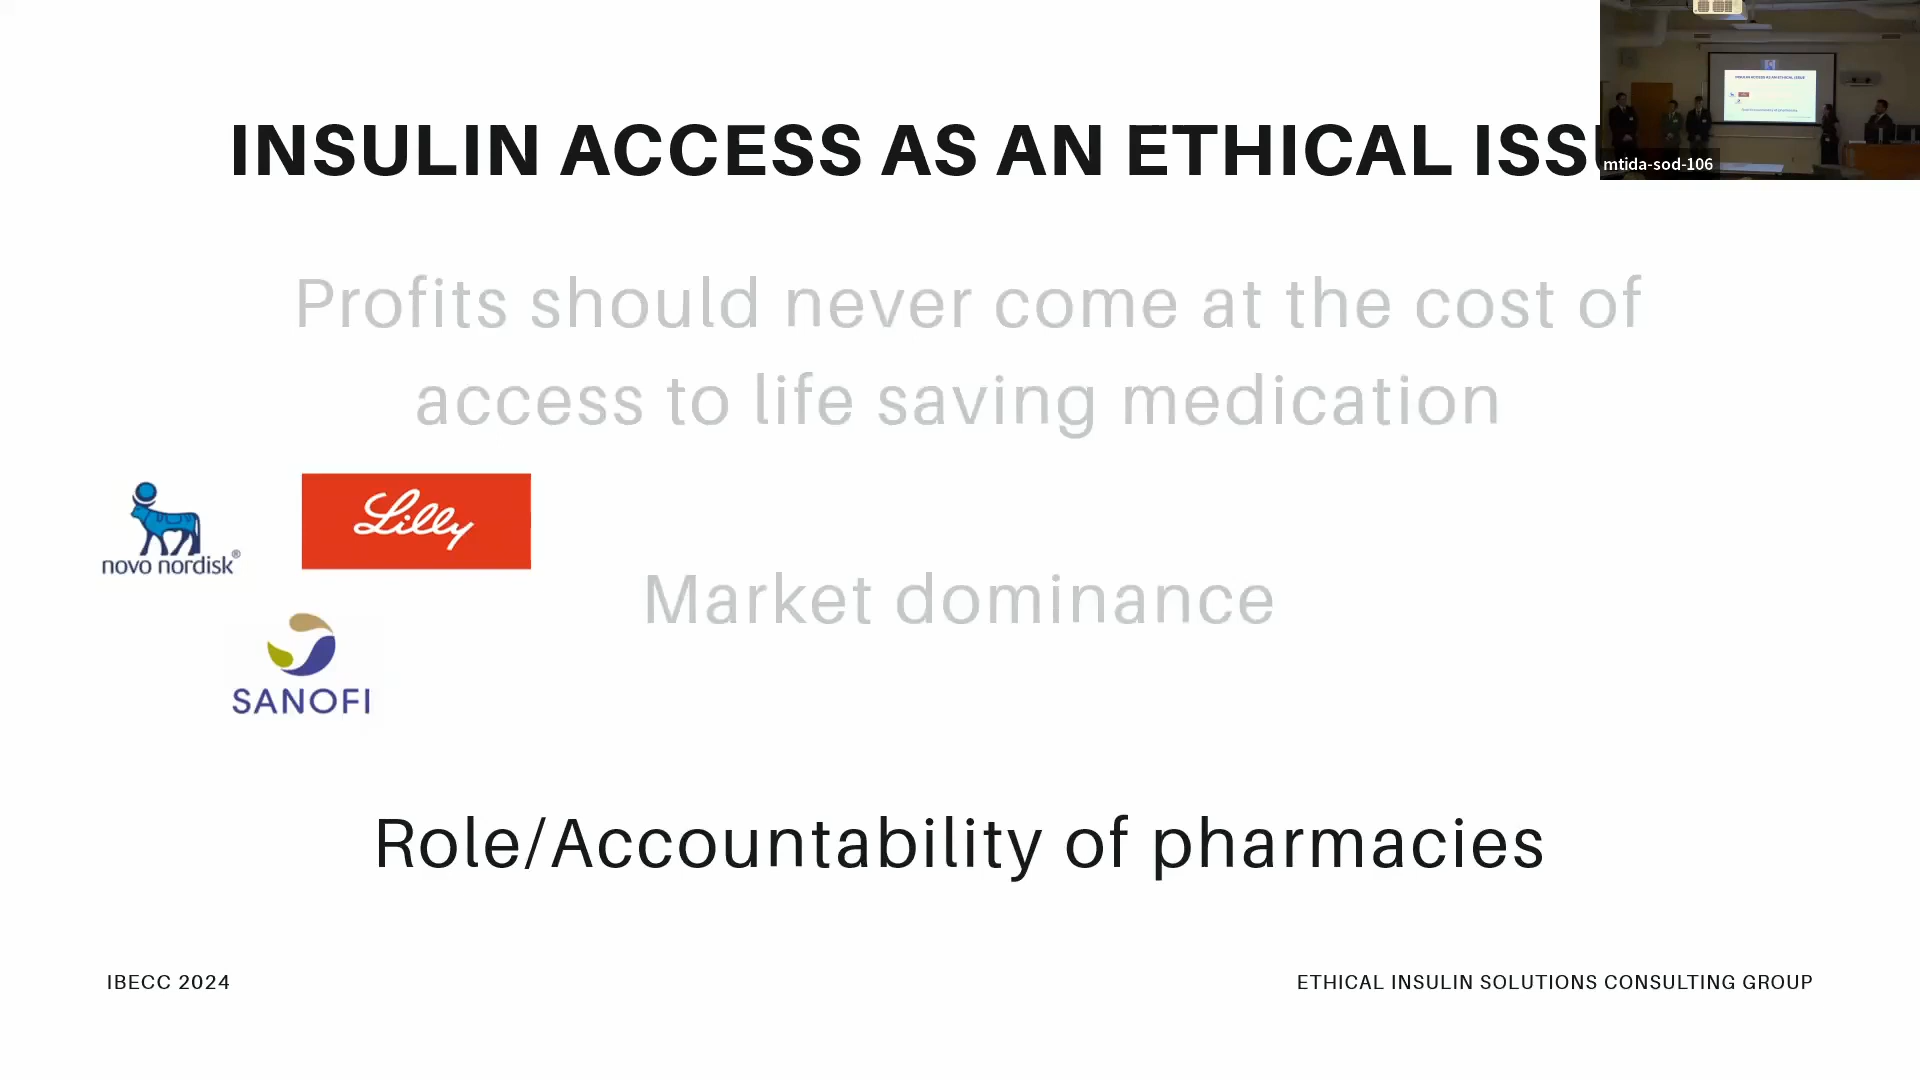 INSULIN ACCESS AS AN ETHICAL ISS
mtida-sod-106
Profits should never come at the cost of
access to life saving medication
novo nordisk®
Lilly
Market dominance
SANOFI
Role/Accountability of pharmacies
IBECC 2024
ETHICAL INSULIN SOLUTIONS CONSULTING GROUP